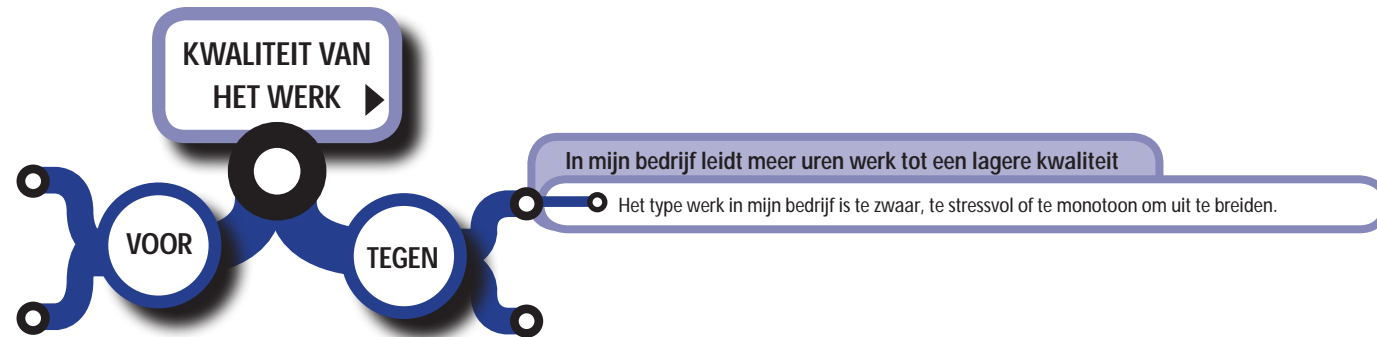 KWALITEIT VAN
HET WERK
In mijn bedrijf leidt meer uren werk tot een lagere kwaliteit
Het type werk in mijn bedrijf is te zwaar, te stressvol of te monotoon om uit te breiden.
VOOR
TEGEN